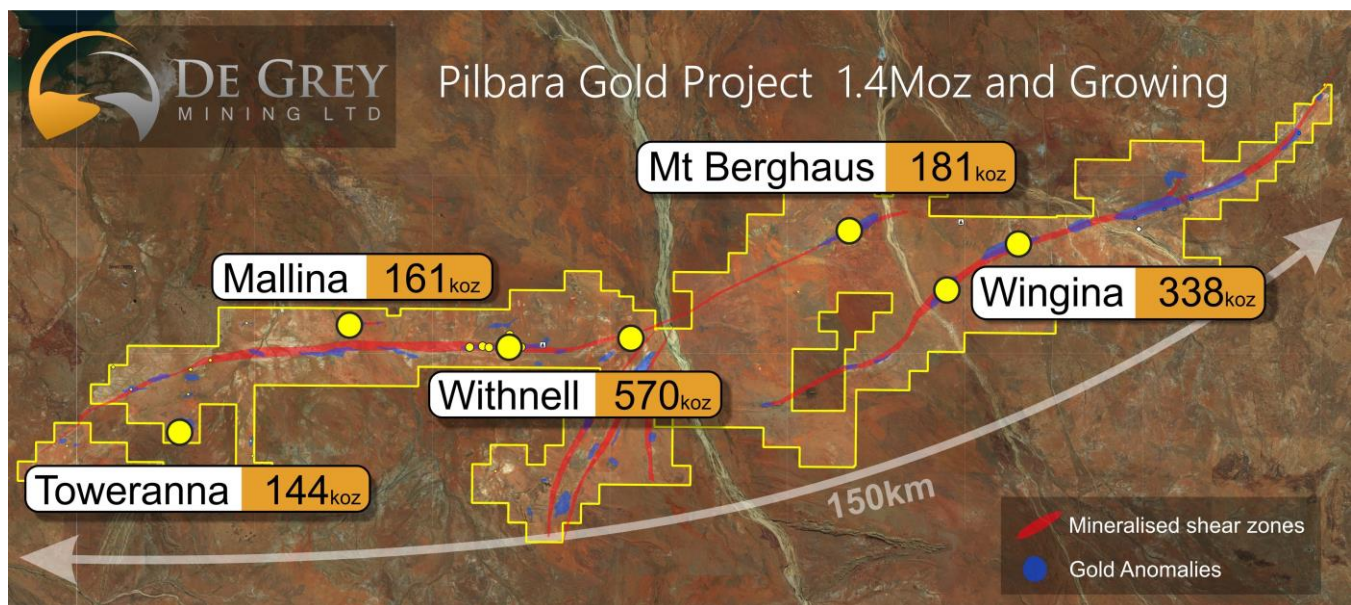 DE GREY
MINING LTD
Pilbara Gold Project 1.4Moz and Growing
Mt Berghaus 181koz
Mallina 161koz
Wingina 338koz
Withnell 570koz
Toweranna 144koz
150km
Mineralised shear zones
Gold Anomalies